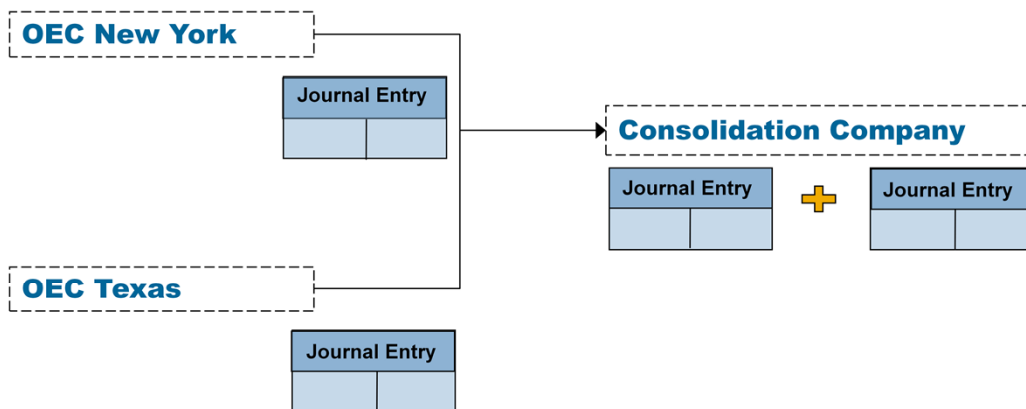 OEC New York
Journal Entry
Consolidation Company
Journal Entry
Journal Entry
OEC Texas
Journal Entry